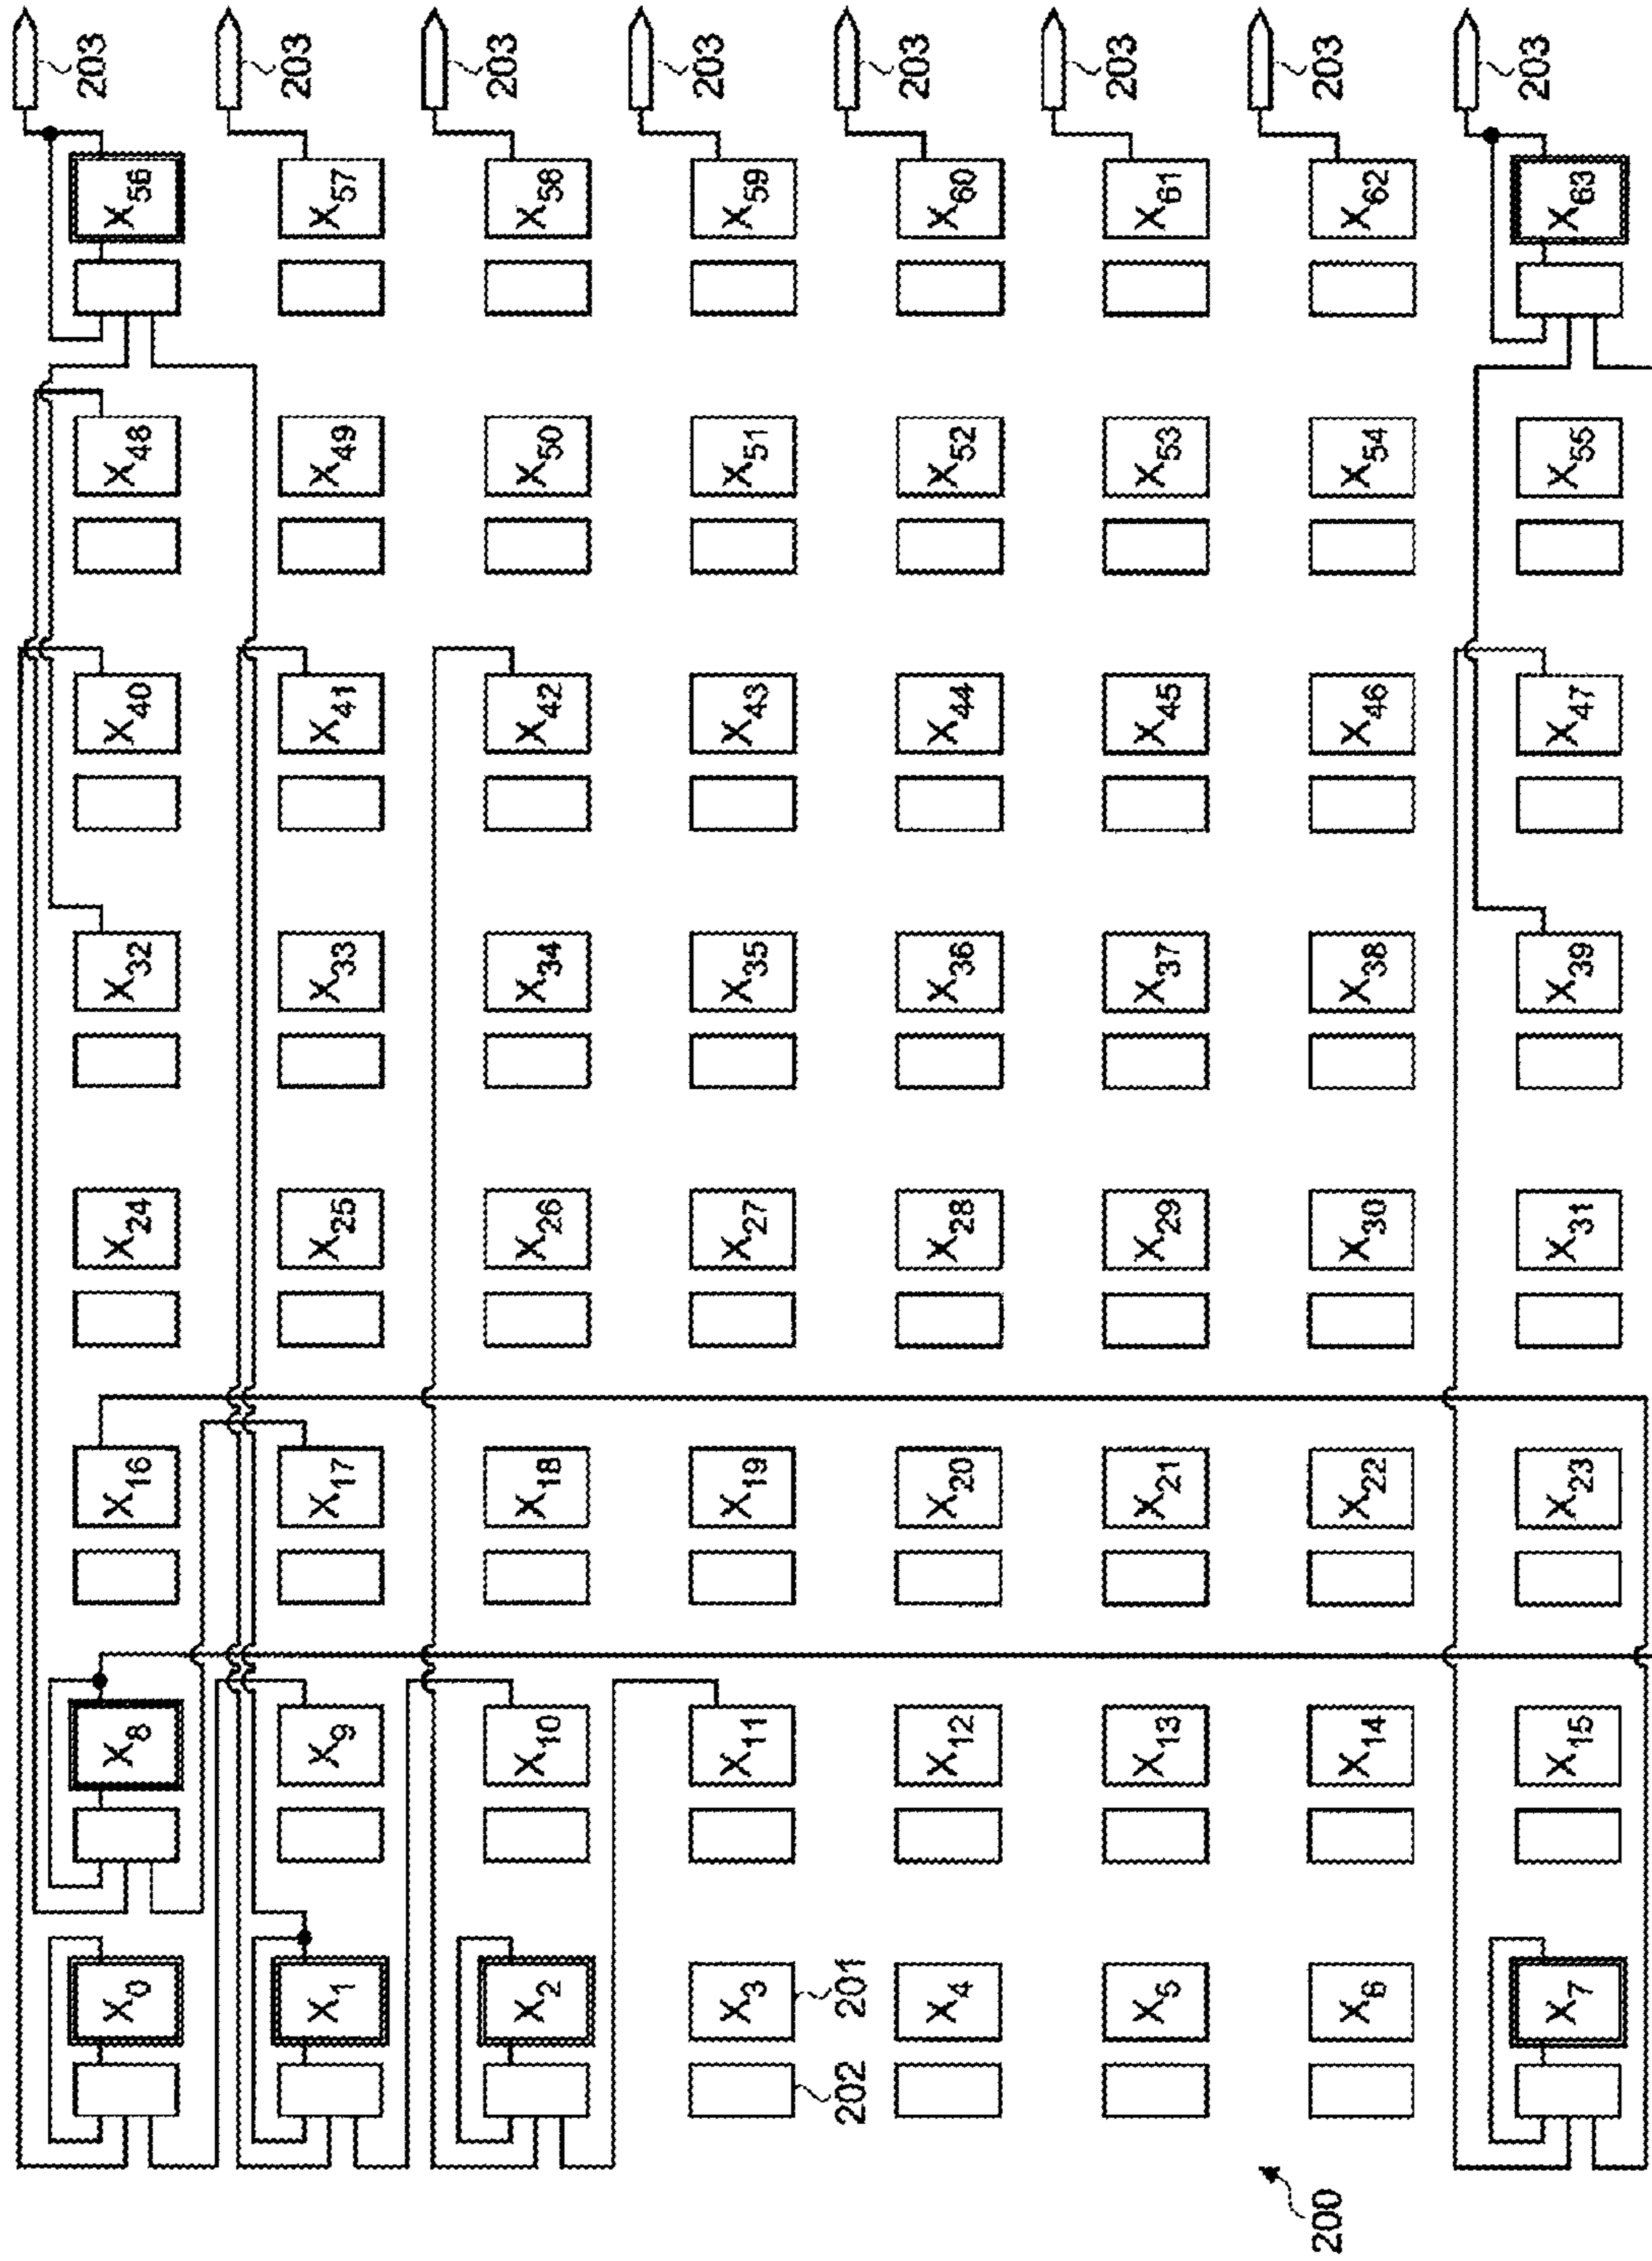 X0 X8 X16 X24 X32 X40 X48 X56 203
X1 X9 X17 X25 X33 X41 X49 X57 203
X2 X10 X18 X26 X34 X42 X50 X58 203
X3 X11 X19 X27 X35 X43 X51 X59 203
202 201
X4 X12 X20 X28 X36 X44 X52 X60 203
X5 X13 X21 X29 X37 X45 X53 X61 203
200
X6 X14 X22 X30 X38 X46 X54 X62 203
X7 X15 X23 X31 X39 X47 X55 X63 203